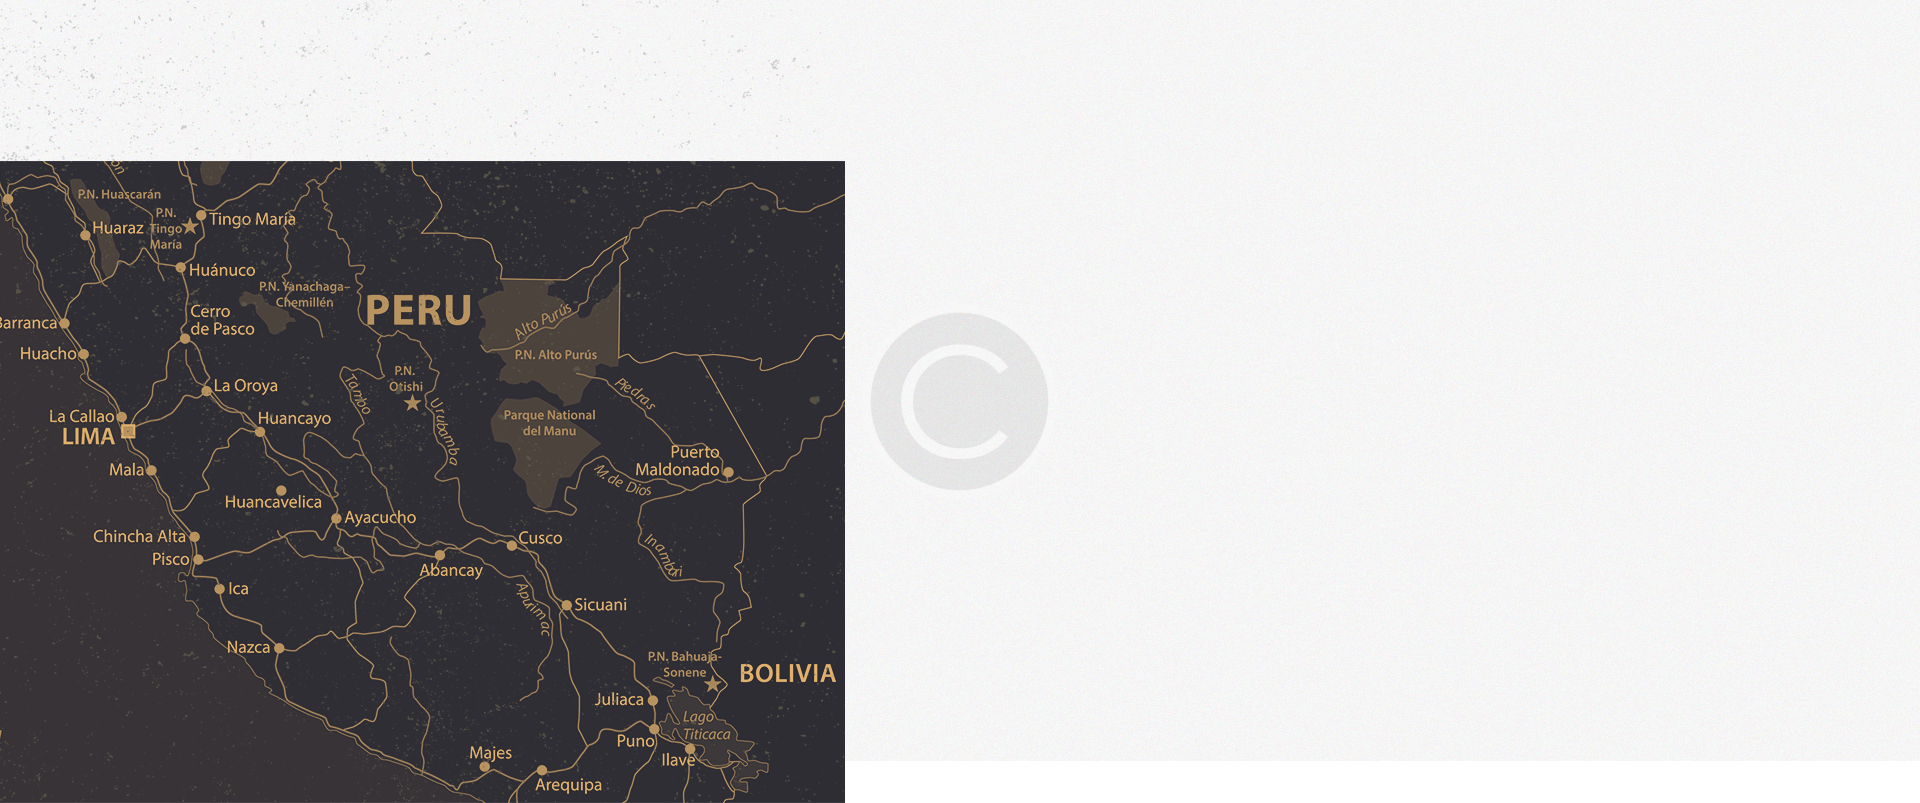 P.N. Huascarán
P.N.
Tingo
María
Tingo María
Huaraz
Huánuco
P.N. Yanachaga–
Chemillén
PERU
Cerro
de Pasco
Barranca
Huacho
Alto Purús
P.N. Alto Purús
P.N.
Otishi
La Oroya
Tambo
Piedras
Urubamba
La Callao
LIMA
Huancayo
Parque National
del Manu
Puerto
Maldonado
Mala
M. de Dios
Huancavelica
Ayacucho
Chincha Alta
Pisco
Cusco
Inambari
Abancay
Ica
Apurimac
Sicuani
Nazca
P.N. Bahuaja-
Sonene
BOLIVIA
Juliaca
Lago
Titicaca
Puno
Ilave
Majes
Arequipa
C